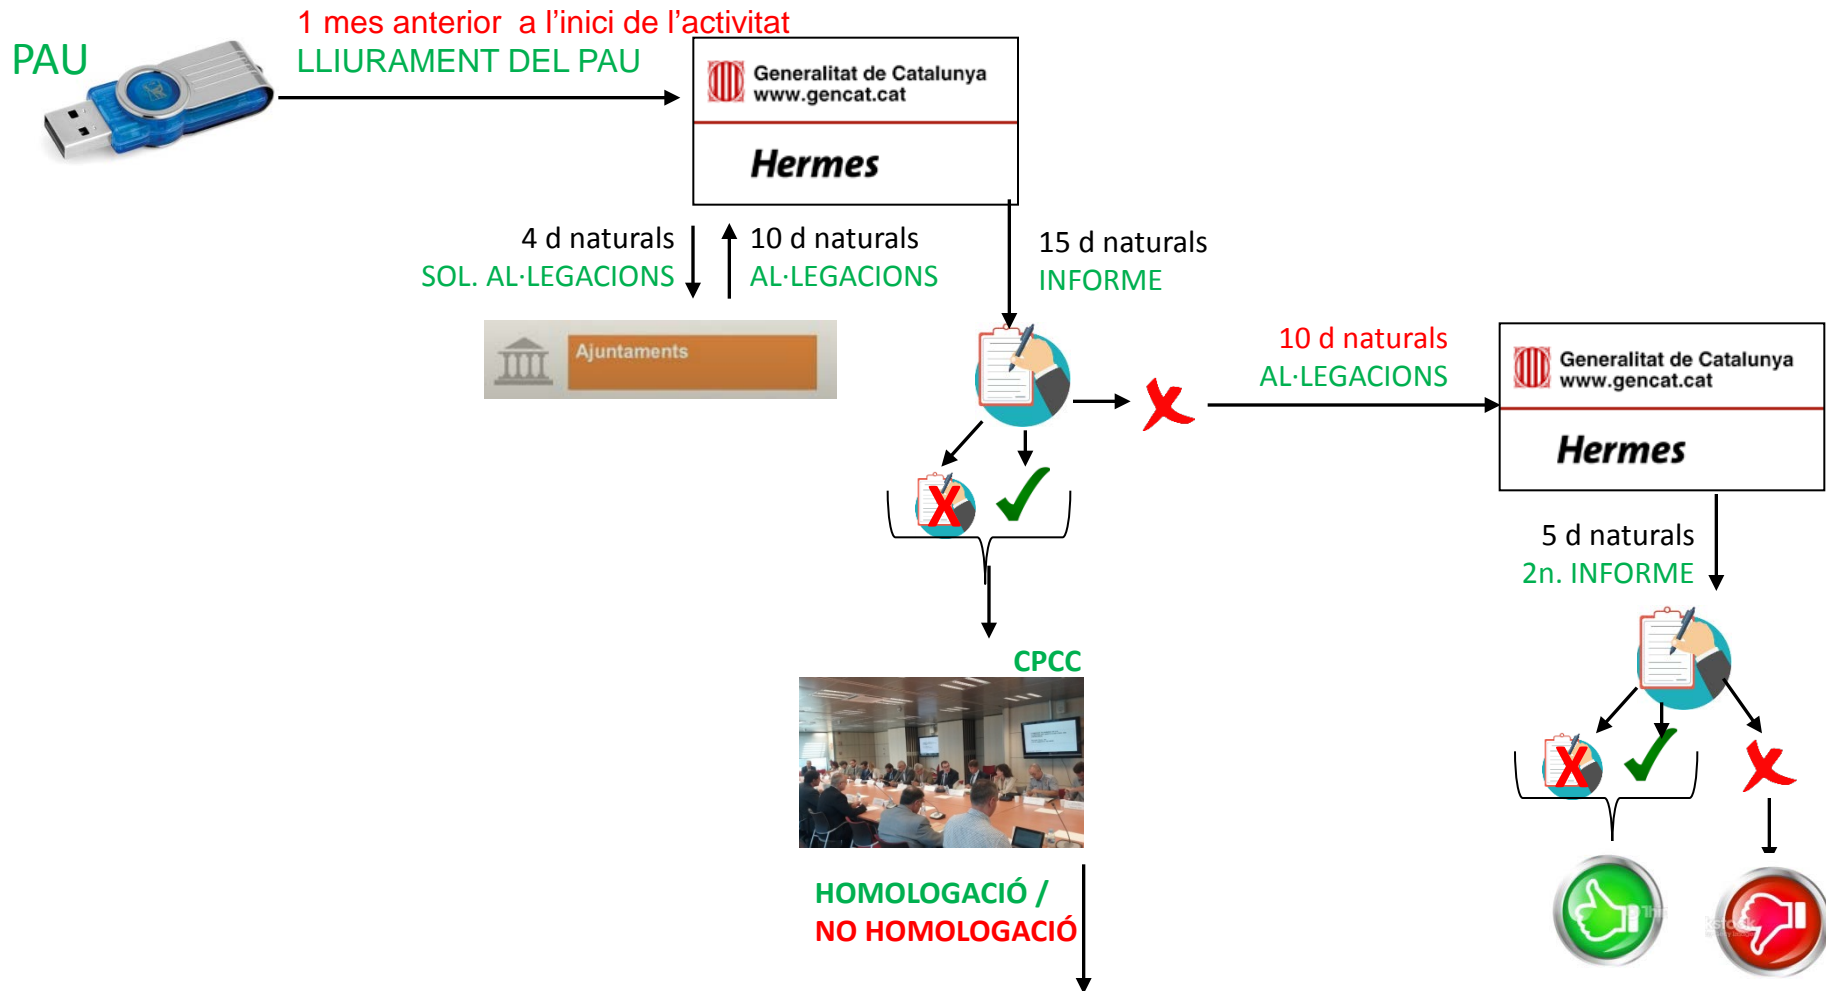 PAU
1 mes anterior  a l’inici de l’activitat
LLIURAMENT DEL PAU
Generalitat de Catalunya
www.gencat.cat
Hermes
4 d naturals
SOL. AL·LEGACIONS
10 d naturals
AL·LEGACIONS
15 d naturals
INFORME
Ajuntaments
10 d naturals
AL·LEGACIONS
Generalitat de Catalunya
www.gencat.cat
Hermes
5 d naturals
2n. INFORME
CPCC
HOMOLOGACIÓ /
NO HOMOLOGACIÓ